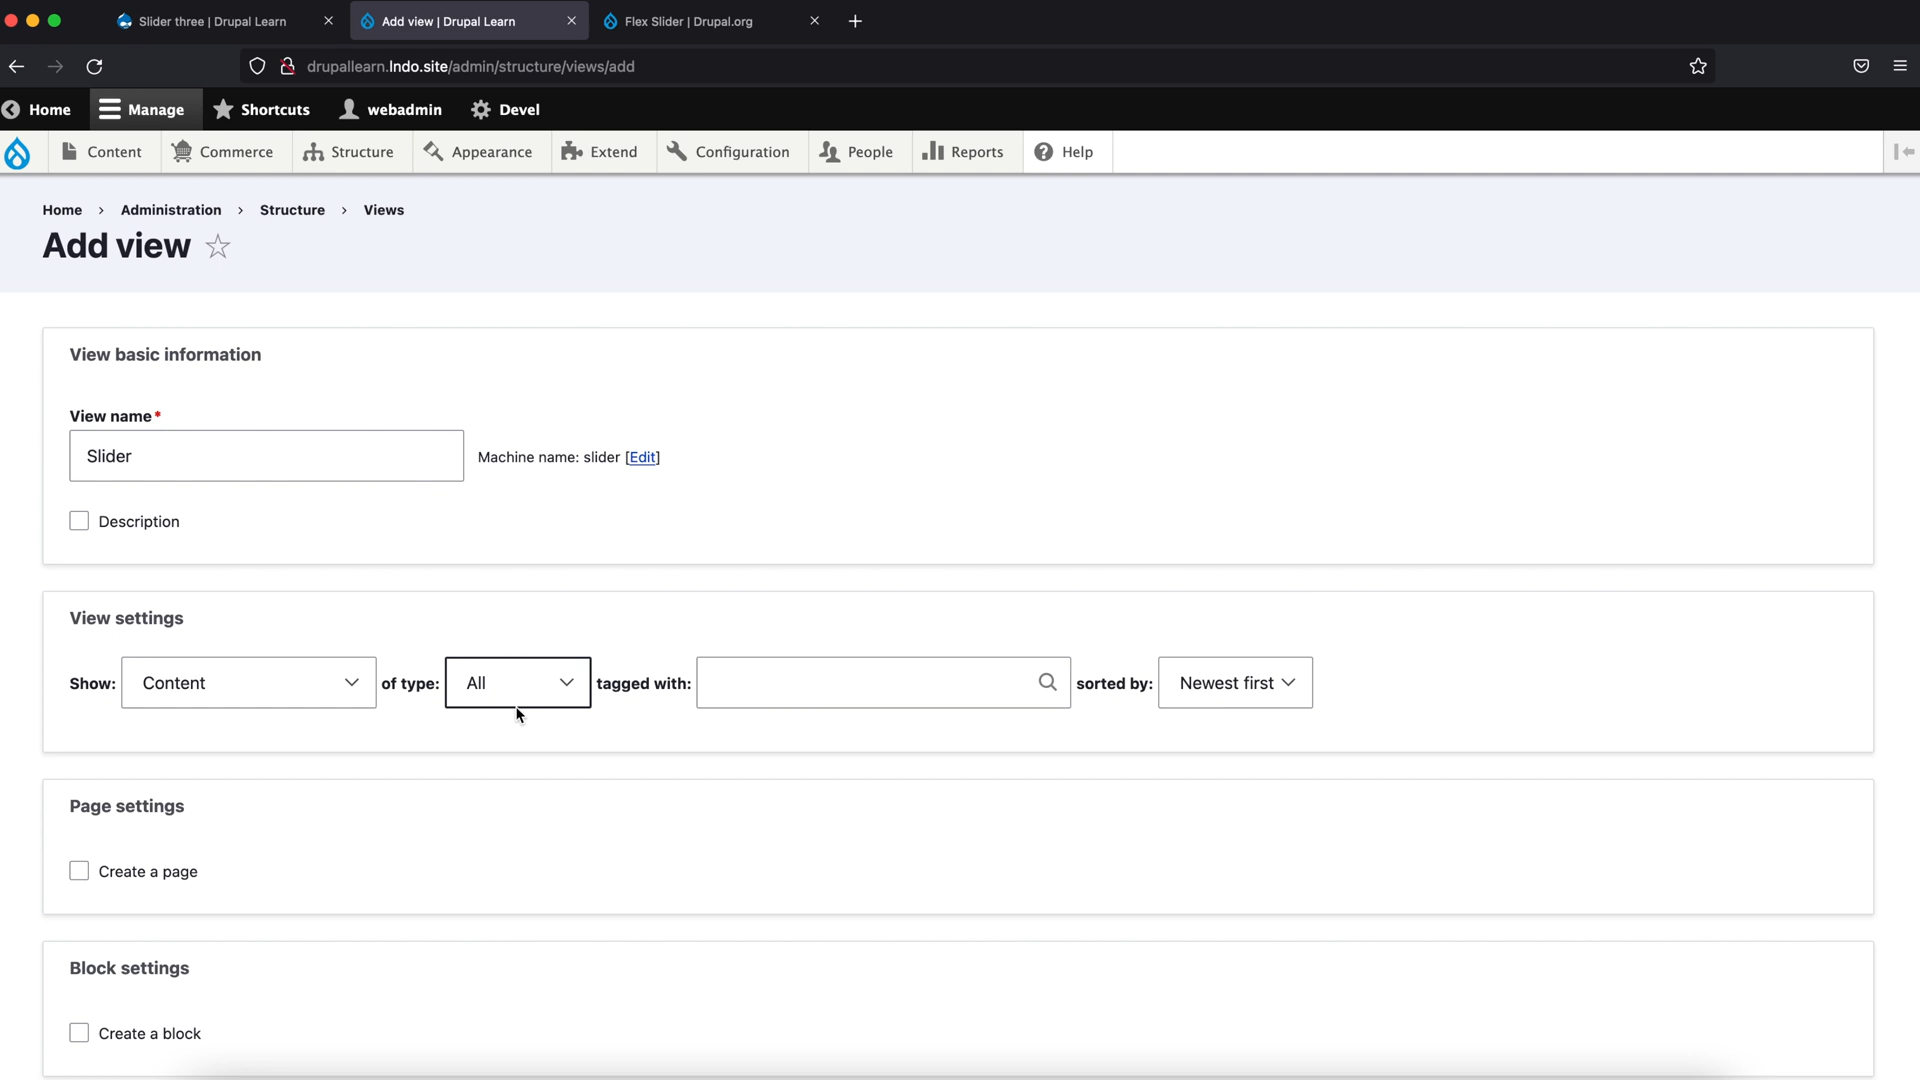 Slider three | Drupal Learn
Add view | Drupal Learn
Flex Slider | Drupal.org
drupallearn.lndo.site/admin/structure/views/add
Home
Manage
Shortcuts
webadmin
Devel
Content
Commerce
Structure
Appearance
Extend
Configuration
People
Reports
Help
Home > Administration > Structure > Views
Add view
View basic information
View name*
Slider
Machine name: slider [Edit]
Description
View settings
Show: Content of type: All tagged with: sorted by: Newest first
Page settings
Create a page
Block settings
Create a block